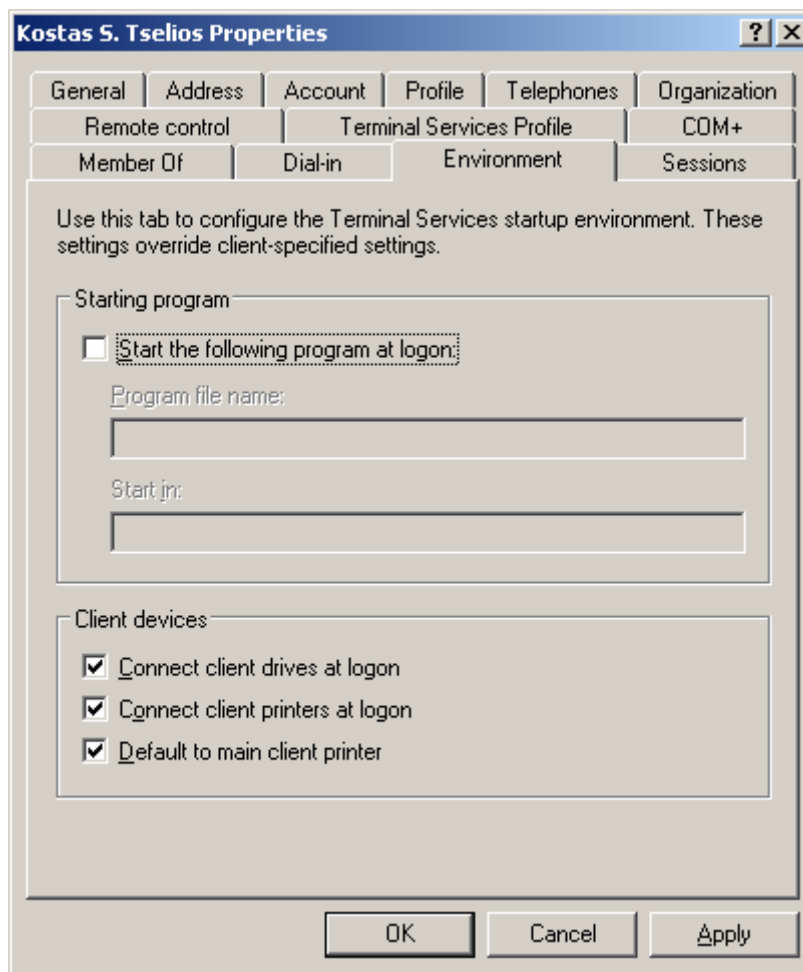 Kostas S. Tselios Properties
General Address Account Profile Telephones Organization
Remote control Terminal Services Profile COM+
Member Of Dial-in Environment Sessions
Use this tab to configure the Terminal Services startup environment. These
settings override client-specified settings.
Starting program
Start the following program at logon:
Program file name:
Start in:
Client devices
Connect client drives at logon
Connect client printers at logon
Default to main client printer
OK Cancel Apply